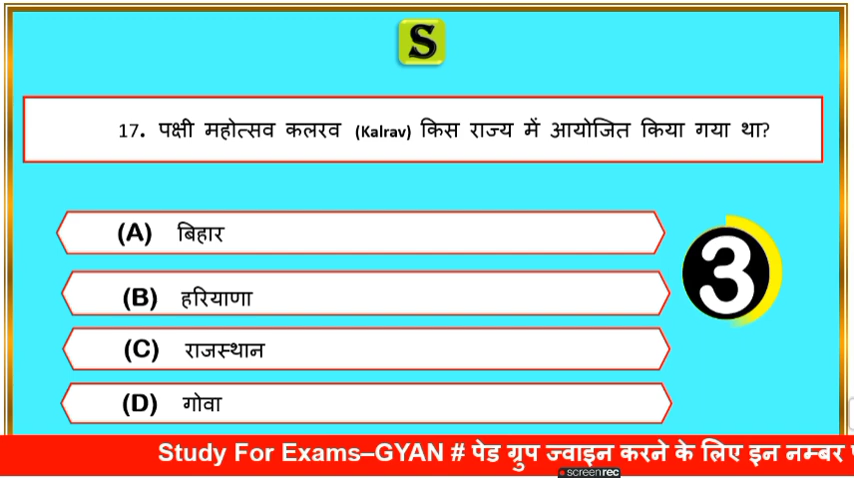 S
17. पक्षी महोत्सव कलरव (Kalrav) किस राज्य में आयोजित किया गया था?
(A) बिहार
(B) हरियाणा
3
(C) राजस्थान
(D) गोवा
Study For Exams–GYAN # पेड ग्रुप ज्वाइन करने के लिए इन नम्बर
screenrec